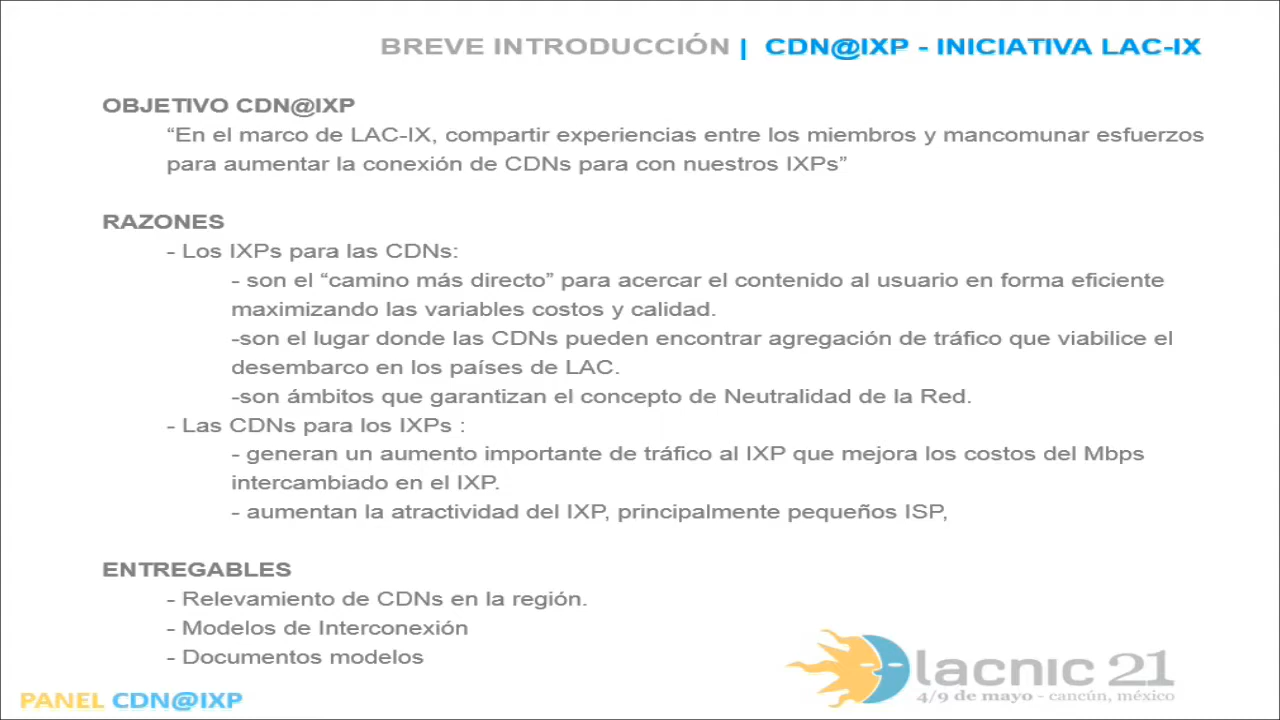 BREVE INTRODUCCIÓN | CDN@IXP - INICIATIVA LAC-IX
OBJETIVO CDN@IXP
“En el marco de LAC-IX, compartir experiencias entre los miembros y mancomunar esfuerzos
para aumentar la conexión de CDNs para con nuestros IXPs”
RAZONES
- Los IXPs para las CDNs:
- son el “camino más directo” para acercar el contenido al usuario en forma eficiente
maximizando las variables costos y calidad.
-son el lugar donde las CDNs pueden encontrar agregación de tráfico que viabilice el
desembarco en los países de LAC.
-son ámbitos que garantizan el concepto de Neutralidad de la Red.
- Las CDNs para los IXPs :
- generan un aumento importante de tráfico al IXP que mejora los costos del Mbps
intercambiado en el IXP.
- aumentan la atractividad del IXP, principalmente pequeños ISP,
ENTREGABLES
- Relevamiento de CDNs en la región.
- Modelos de Interconexión
- Documentos modelos
lacnic 21
4/9 de mayo - cancún, méxico
PANEL CDN@IXP